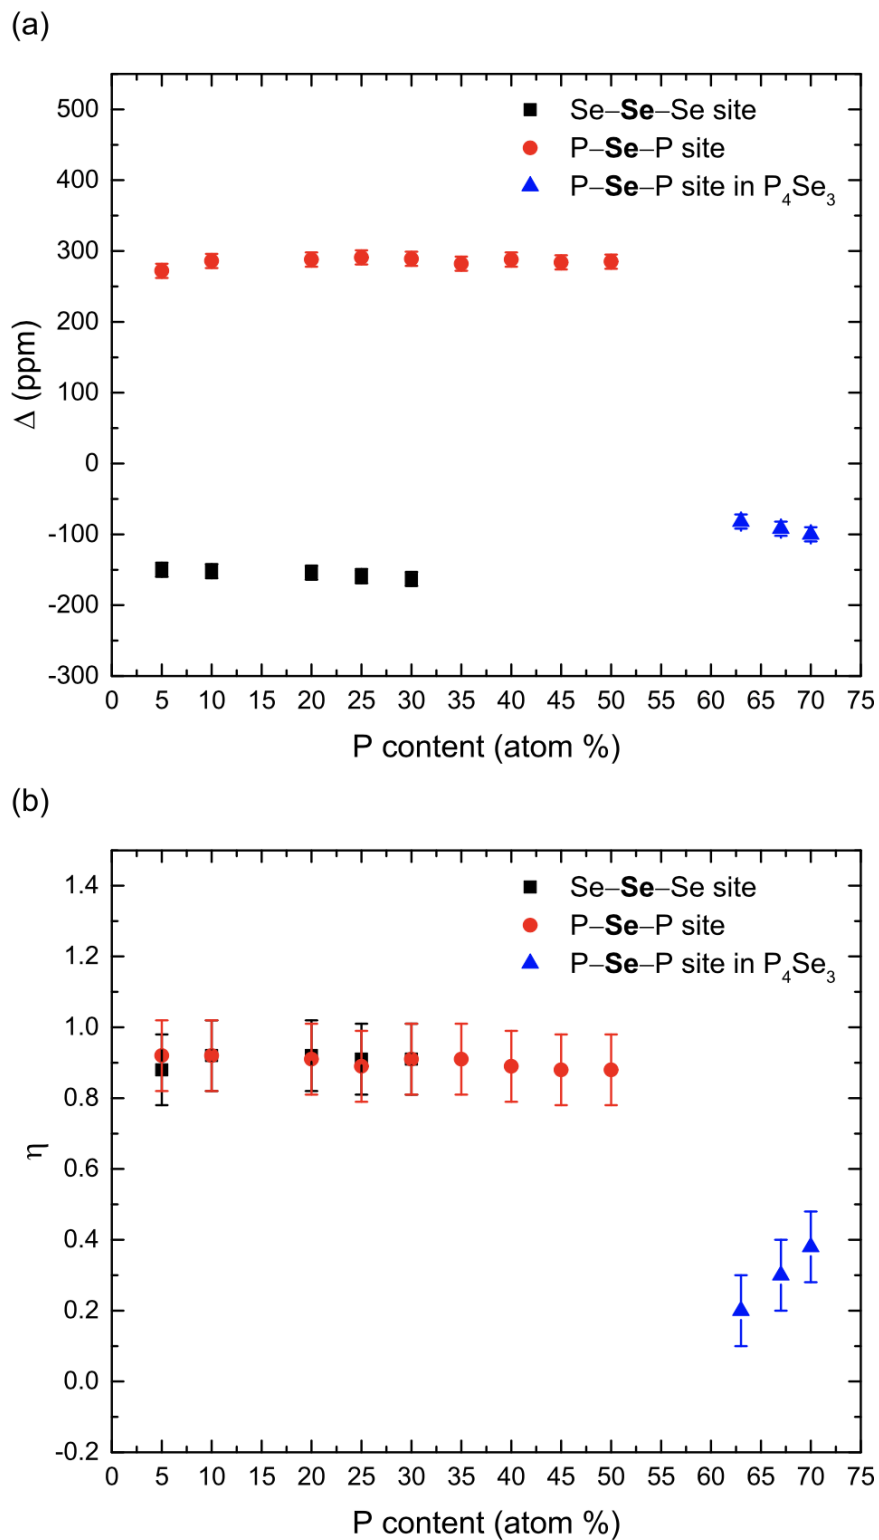 (a)
500
400
300
200
100
0
-100
-200
-300
Δ (ppm)
Se–Se–Se site
P–Se–P site
P–Se–P site in P₄Se₃
0 5 10 15 20 25 30 35 40 45 50 55 60 65 70 75
P content (atom %)
(b)
1.4
1.2
1.0
0.8
0.6
0.4
0.2
0.0
-0.2
η
Se–Se–Se site
P–Se–P site
P–Se–P site in P₄Se₃
0 5 10 15 20 25 30 35 40 45 50 55 60 65 70 75
P content (atom %)